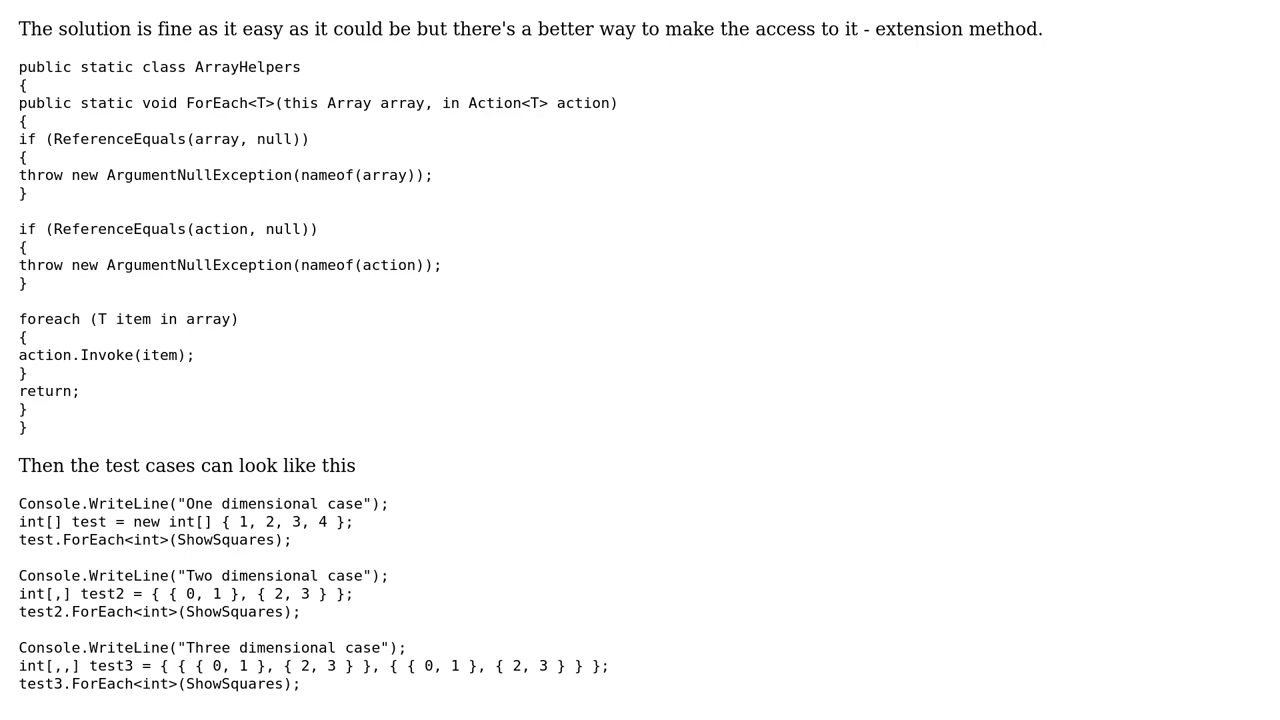 The solution is fine as it easy as it could be but there's a better way to make the access to it - extension method.
public static class ArrayHelpers
{
public static void ForEach<T>(this Array array, in Action<T> action)
{
if (ReferenceEquals(array, null))
{
throw new ArgumentNullException(nameof(array));
}
if (ReferenceEquals(action, null))
{
throw new ArgumentNullException(nameof(action));
}
foreach (T item in array)
{
action.Invoke(item);
}
return;
}
}
Then the test cases can look like this
Console.WriteLine("One dimensional case");
int[] test = new int[] { 1, 2, 3, 4 };
test.ForEach<int>(ShowSquares);
Console.WriteLine("Two dimensional case");
int[,] test2 = { { 0, 1 }, { 2, 3 } };
test2.ForEach<int>(ShowSquares);
Console.WriteLine("Three dimensional case");
int[,,] test3 = { { { 0, 1 }, { 2, 3 } }, { { 0, 1 }, { 2, 3 } } };
test3.ForEach<int>(ShowSquares);